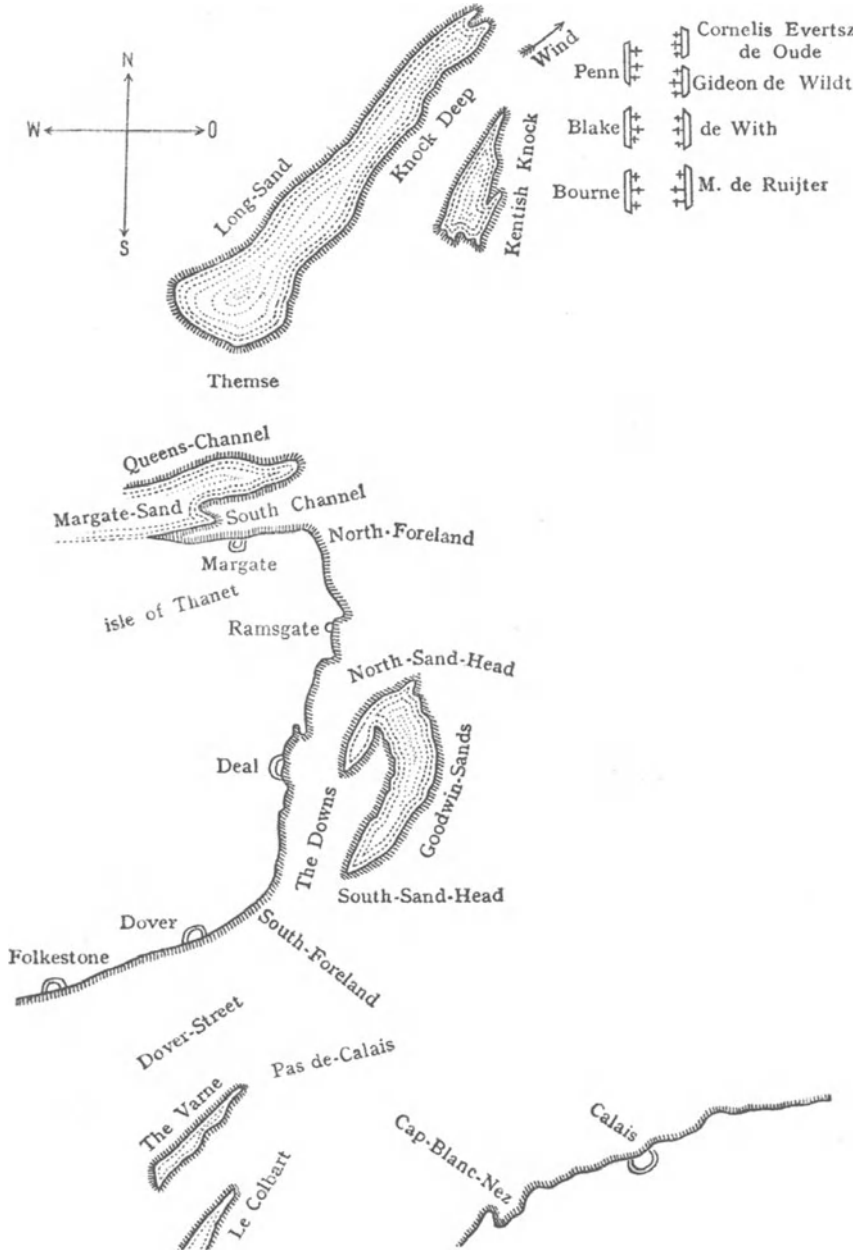 Cornelis Evertsz
de Oude
Wind
Penn
Gideon de Wildt
N
W
O
S
Knock Deep
Blake
de With
Long-Sand
Kentish Knock
Bourne
M. de Ruijter
Themse
Queens-Channel
Margate-Sand
South Channel
North-Foreland
Margate
isle of Thanet
Ramsgate
North-Sand-Head
Deal
The Downs
Goodwin-Sands
South-Sand-Head
Dover
Folkestone
South-Foreland
Dover-Street
Pas de-Calais
The Varne
Cap-Blanc-Nez
Calais
Le Colbart